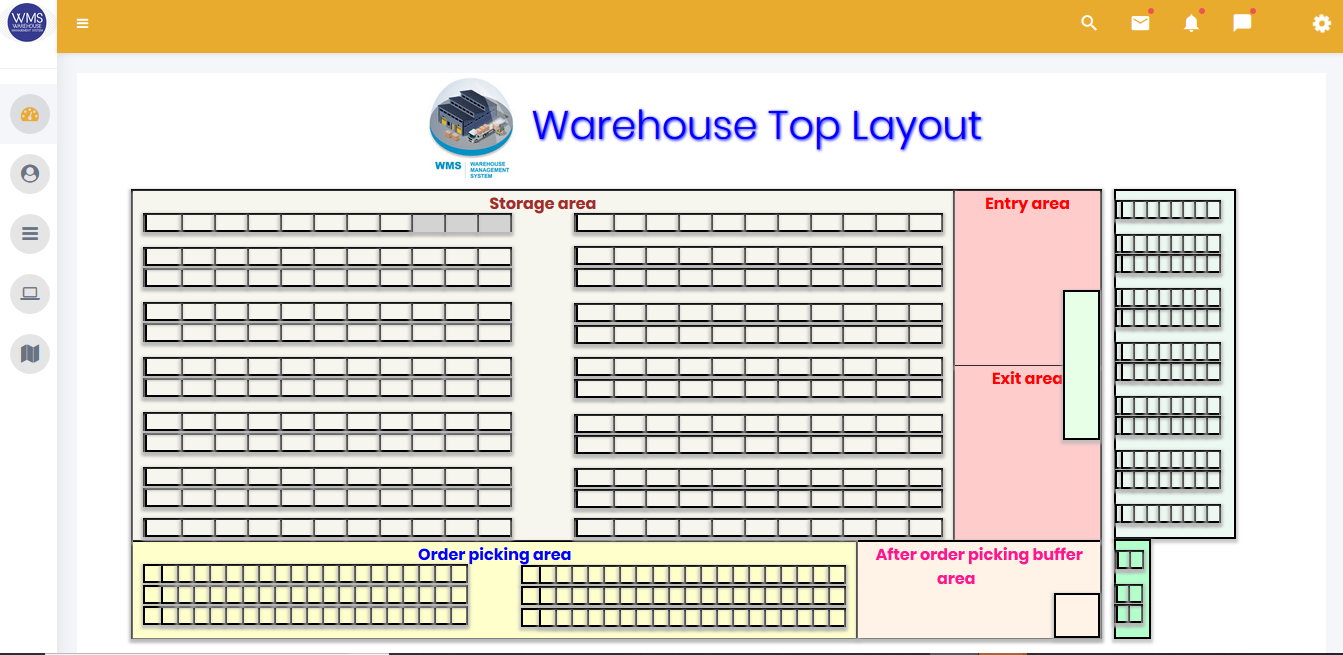 WMS
WAREHOUSE
MANAGEMENT SYSTEM
Warehouse Top Layout
WMS
WAREHOUSE
MANAGEMENT
SYSTEM
Storage area
Entry area
Exit area
Order picking area
After order picking buffer
area